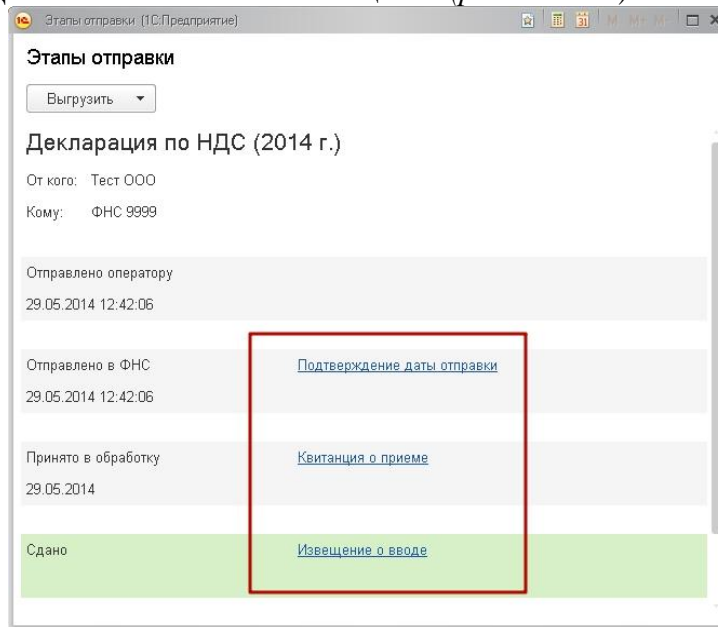 Этапы отправки (1С:Предприятие)
31 M M+ M-
Этапы отправки
Выгрузить
Декларация по НДС (2014 г.)
От кого: Тест ООО
Кому: ФНС 9999
Отправлено оператору
29.05.2014 12:42:06
Отправлено в ФНС Подтверждение даты отправки
29.05.2014 12:42:06
Принято в обработку Квитанция о приеме
29.05.2014
Сдано Извещение о вводе